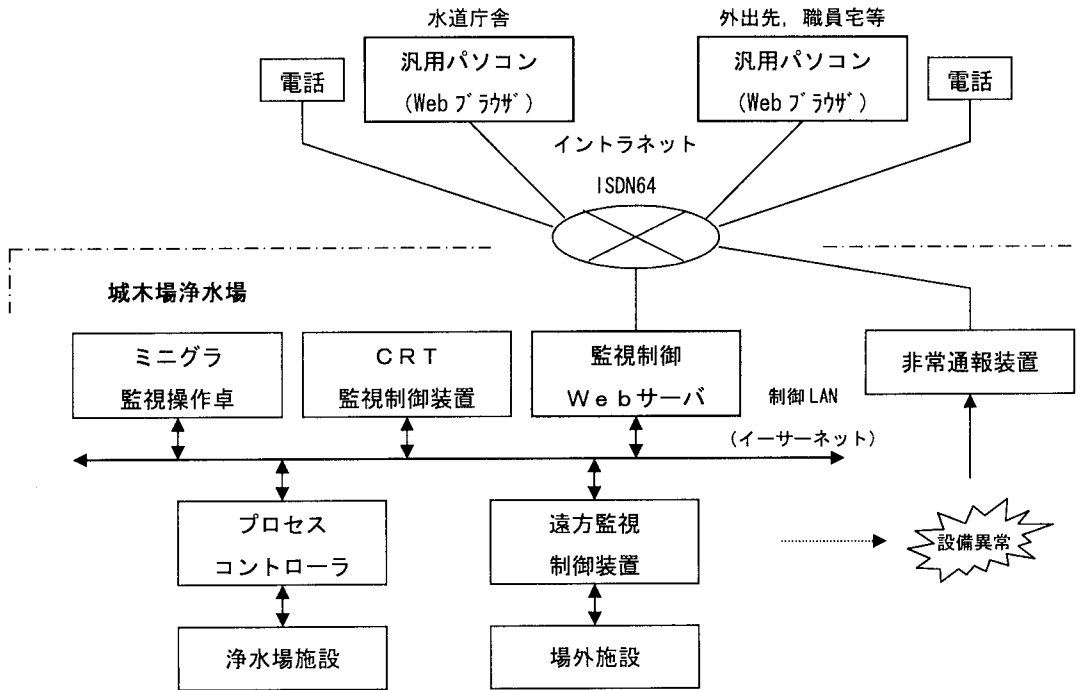 水道庁舎
外出先，職員宅等
電話
汎用パソコン
(Webﾌﾞﾗｳｻﾞ)
汎用パソコン
(Webﾌﾞﾗｳｻﾞ)
電話
イントラネット
ISDN64
城木場浄水場
ミニグラ
監視操作卓
ＣＲＴ
監視制御装置
監視制御
Ｗｅｂサーバ
制御LAN
(イーサーネット)
非常通報装置
プロセス
コントローラ
遠方監視
制御装置
設備異常
浄水場施設
場外施設